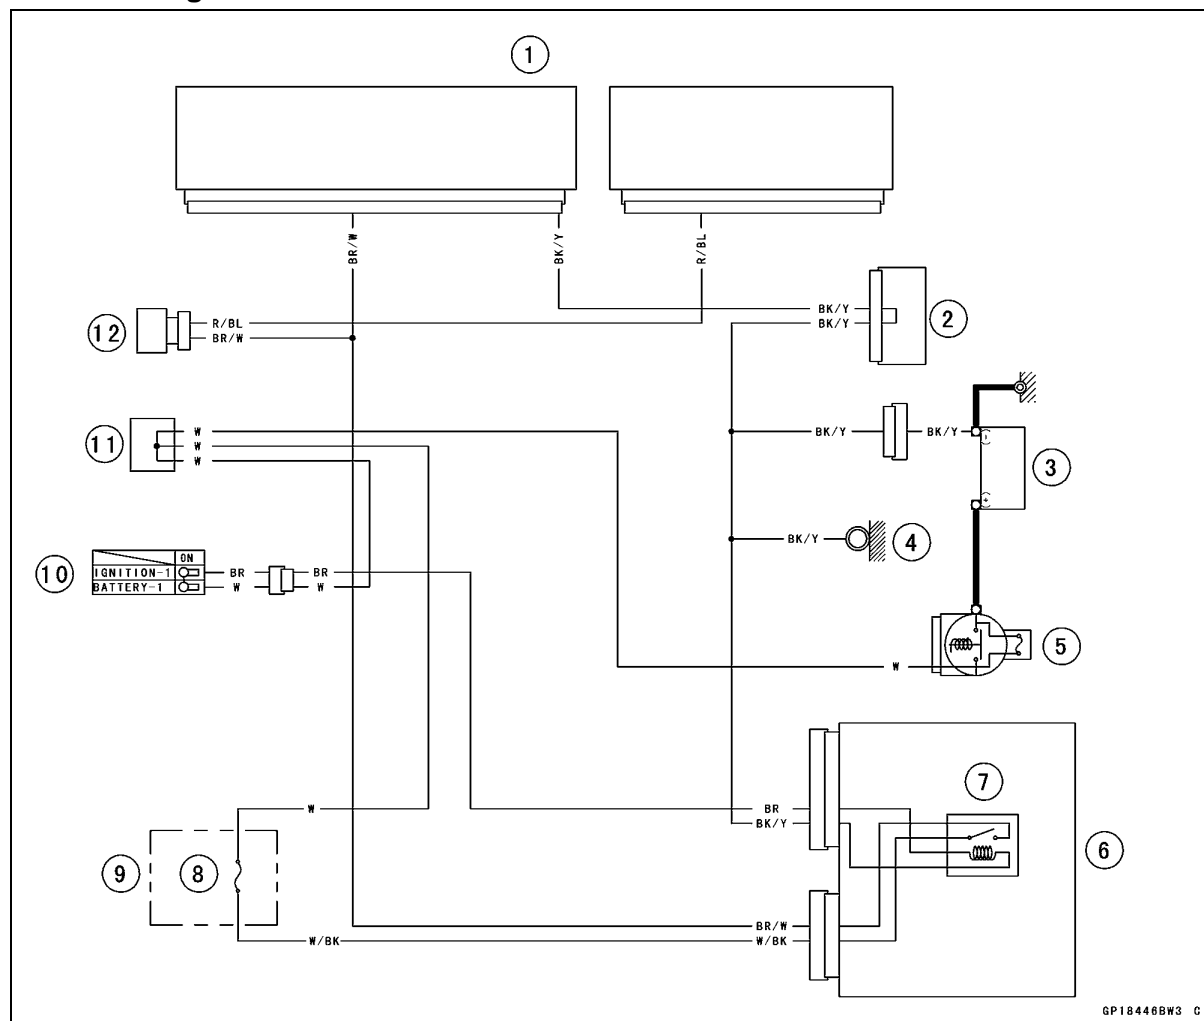 1
BR/W
BK/Y
R/BL
BK/Y
BK/Y
2
12
R/BL
BR/W
11
W
W
W
BK/Y
BK/Y
(-)
3
(+)
BK/Y
4
10
ON
IGNITION-1
BATTERY-1
BR
W
BR
W
5
W
7
W
BR
BK/Y
6
9
8
BR/W
W/BK
W/BK
GP18446BW3 C